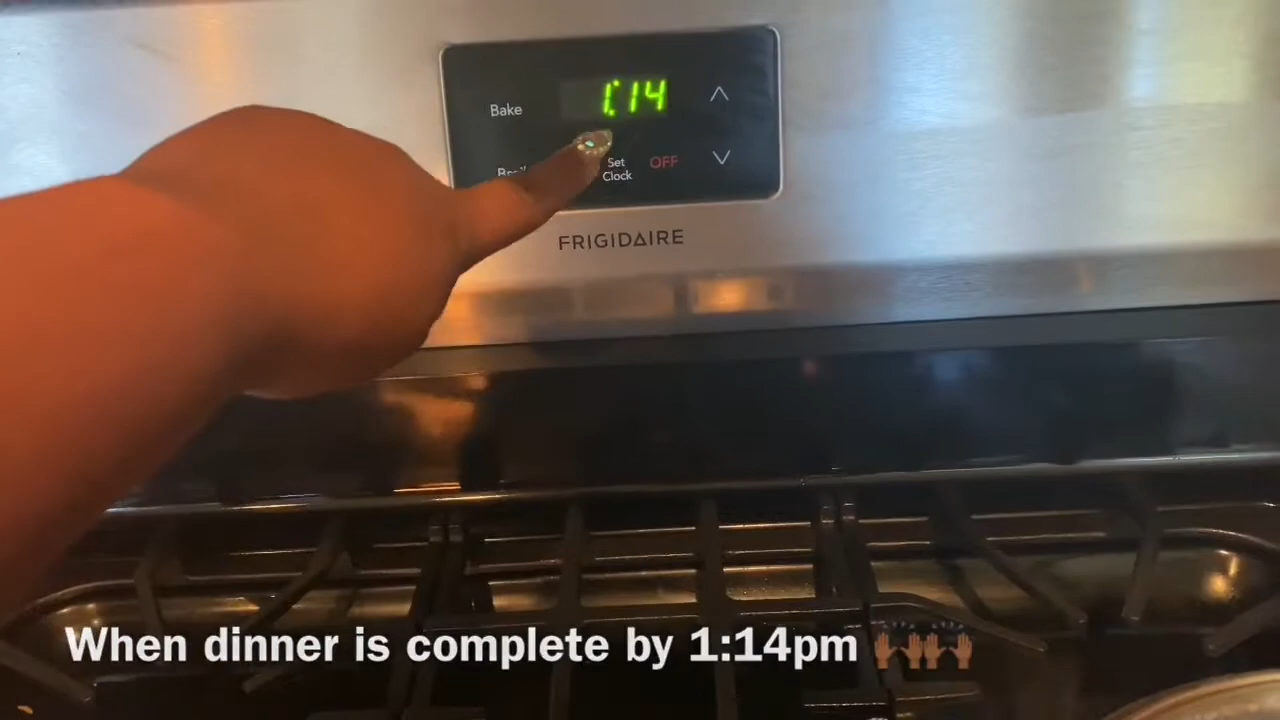 Bake
1:14
Set
Clock
OFF
FRIGIDAIRE
When dinner is complete by 1:14pm 🙌🏾🙌🏾